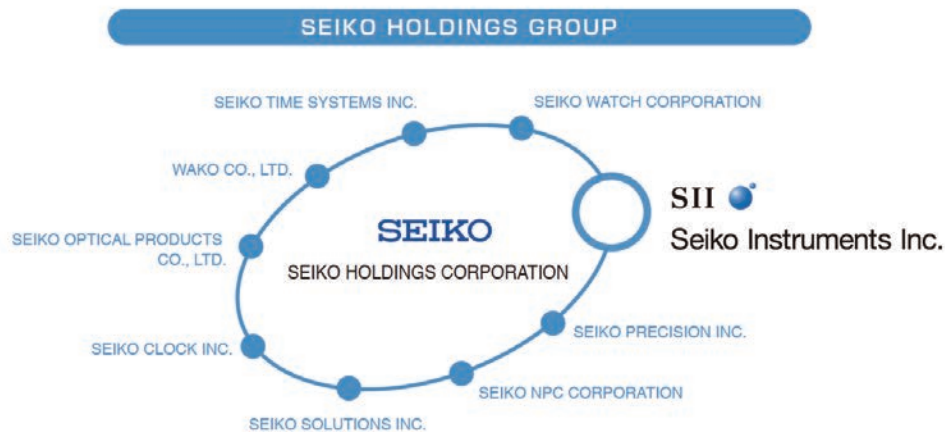 SEIKO HOLDINGS GROUP
SEIKO TIME SYSTEMS INC.
SEIKO WATCH CORPORATION
WAKO CO., LTD.
SII
Seiko Instruments Inc.
SEIKO
SEIKO HOLDINGS CORPORATION
SEIKO OPTICAL PRODUCTS
CO., LTD.
SEIKO PRECISION INC.
SEIKO CLOCK INC.
SEIKO NPC CORPORATION
SEIKO SOLUTIONS INC.